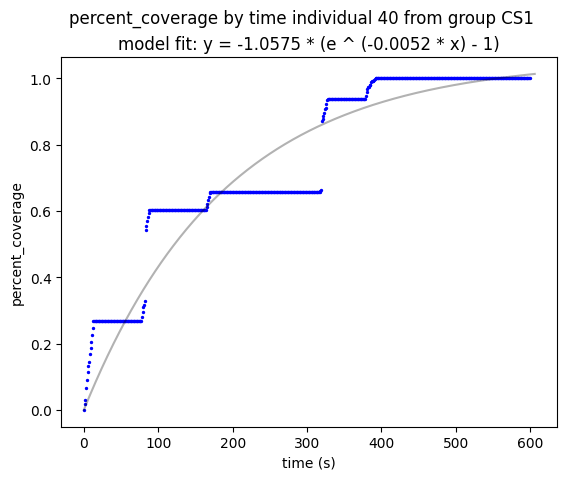 percent_coverage by time individual 40 from group CS1
model fit: y = -1.0575 * (e ^ (-0.0052 * x) - 1)
1.0
0.8
0.6
0.4
0.2
0.0
percent_coverage
0 100 200 300 400 500 600
time (s)